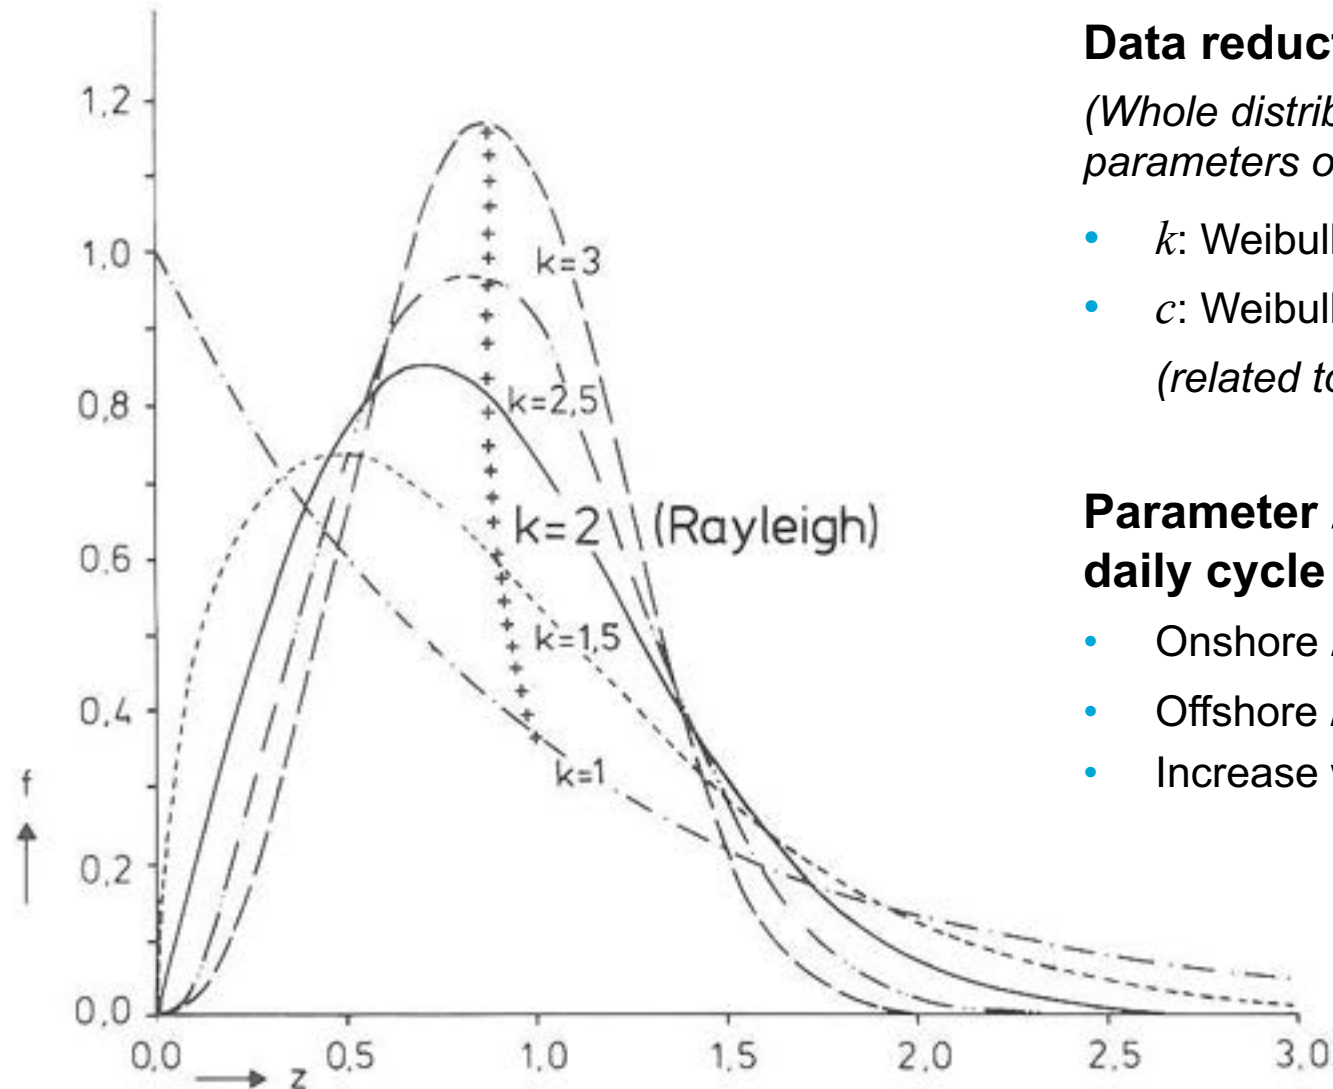 1,2
1,0
0,8
0,6
0,4
0,2
0,0
f
0,0
0,5
1,0
1,5
2,0
2,5
3,0
z
k=3
k=2,5
k=2 (Rayleigh)
k=1,5
k=1
Data reduct
(Whole distrib
parameters o
• k: Weibull
• c: Weibull
(related to
Parameter
daily cycle
• Onshore
• Offshore
• Increase